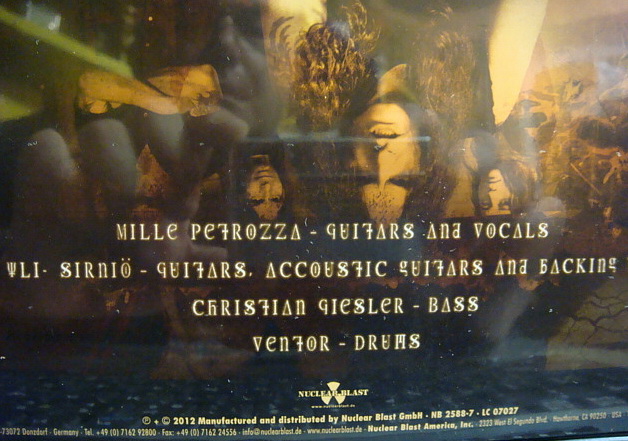 MILLE PETROZZA - GUITARS AND VOCALS
YLI- SIRNIÖ - GUITARS, ACCOUSTIC GUITARS AND BACKING
CHRISTIAN GIESLER - BASS
VENTOR - DRUMS
NUCLEAR BLAST
www.nuclearblast.de
℗ + © 2012 Manufactured and distributed by Nuclear Blast GmbH · NB 2588-7 · LC 07027
-73072 Donzdorf · Germany · Tel. +49 (0) 7162 92800 · Fax: +49 (0) 7162 24556 · info@nuclearblast.de · www.nuclearblast.de · Nuclear Blast America, Inc. · 2323 West El Segundo Blvd. · Hawthorne, CA 90250 · USA